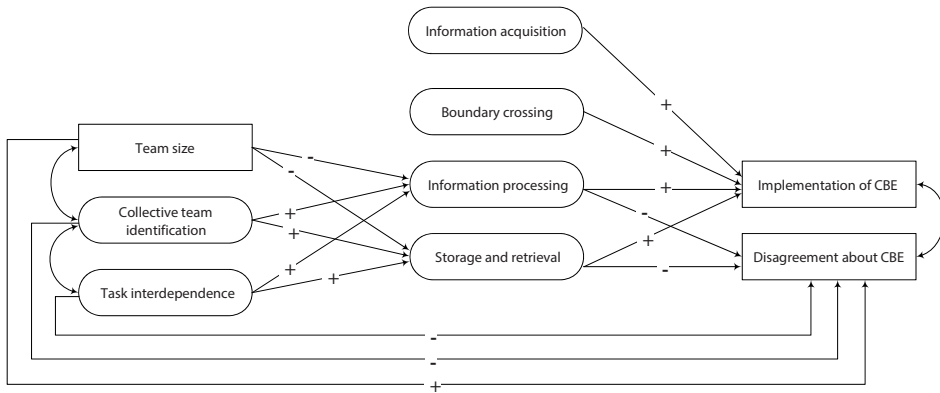 Information acquisition
+
Boundary crossing
+
Team size
-
-
Information processing
+
Implementation of CBE
Collective team
identification
+
+
-
+
Storage and retrieval
-
Disagreement about CBE
Task interdependence
+
+
-
-
+